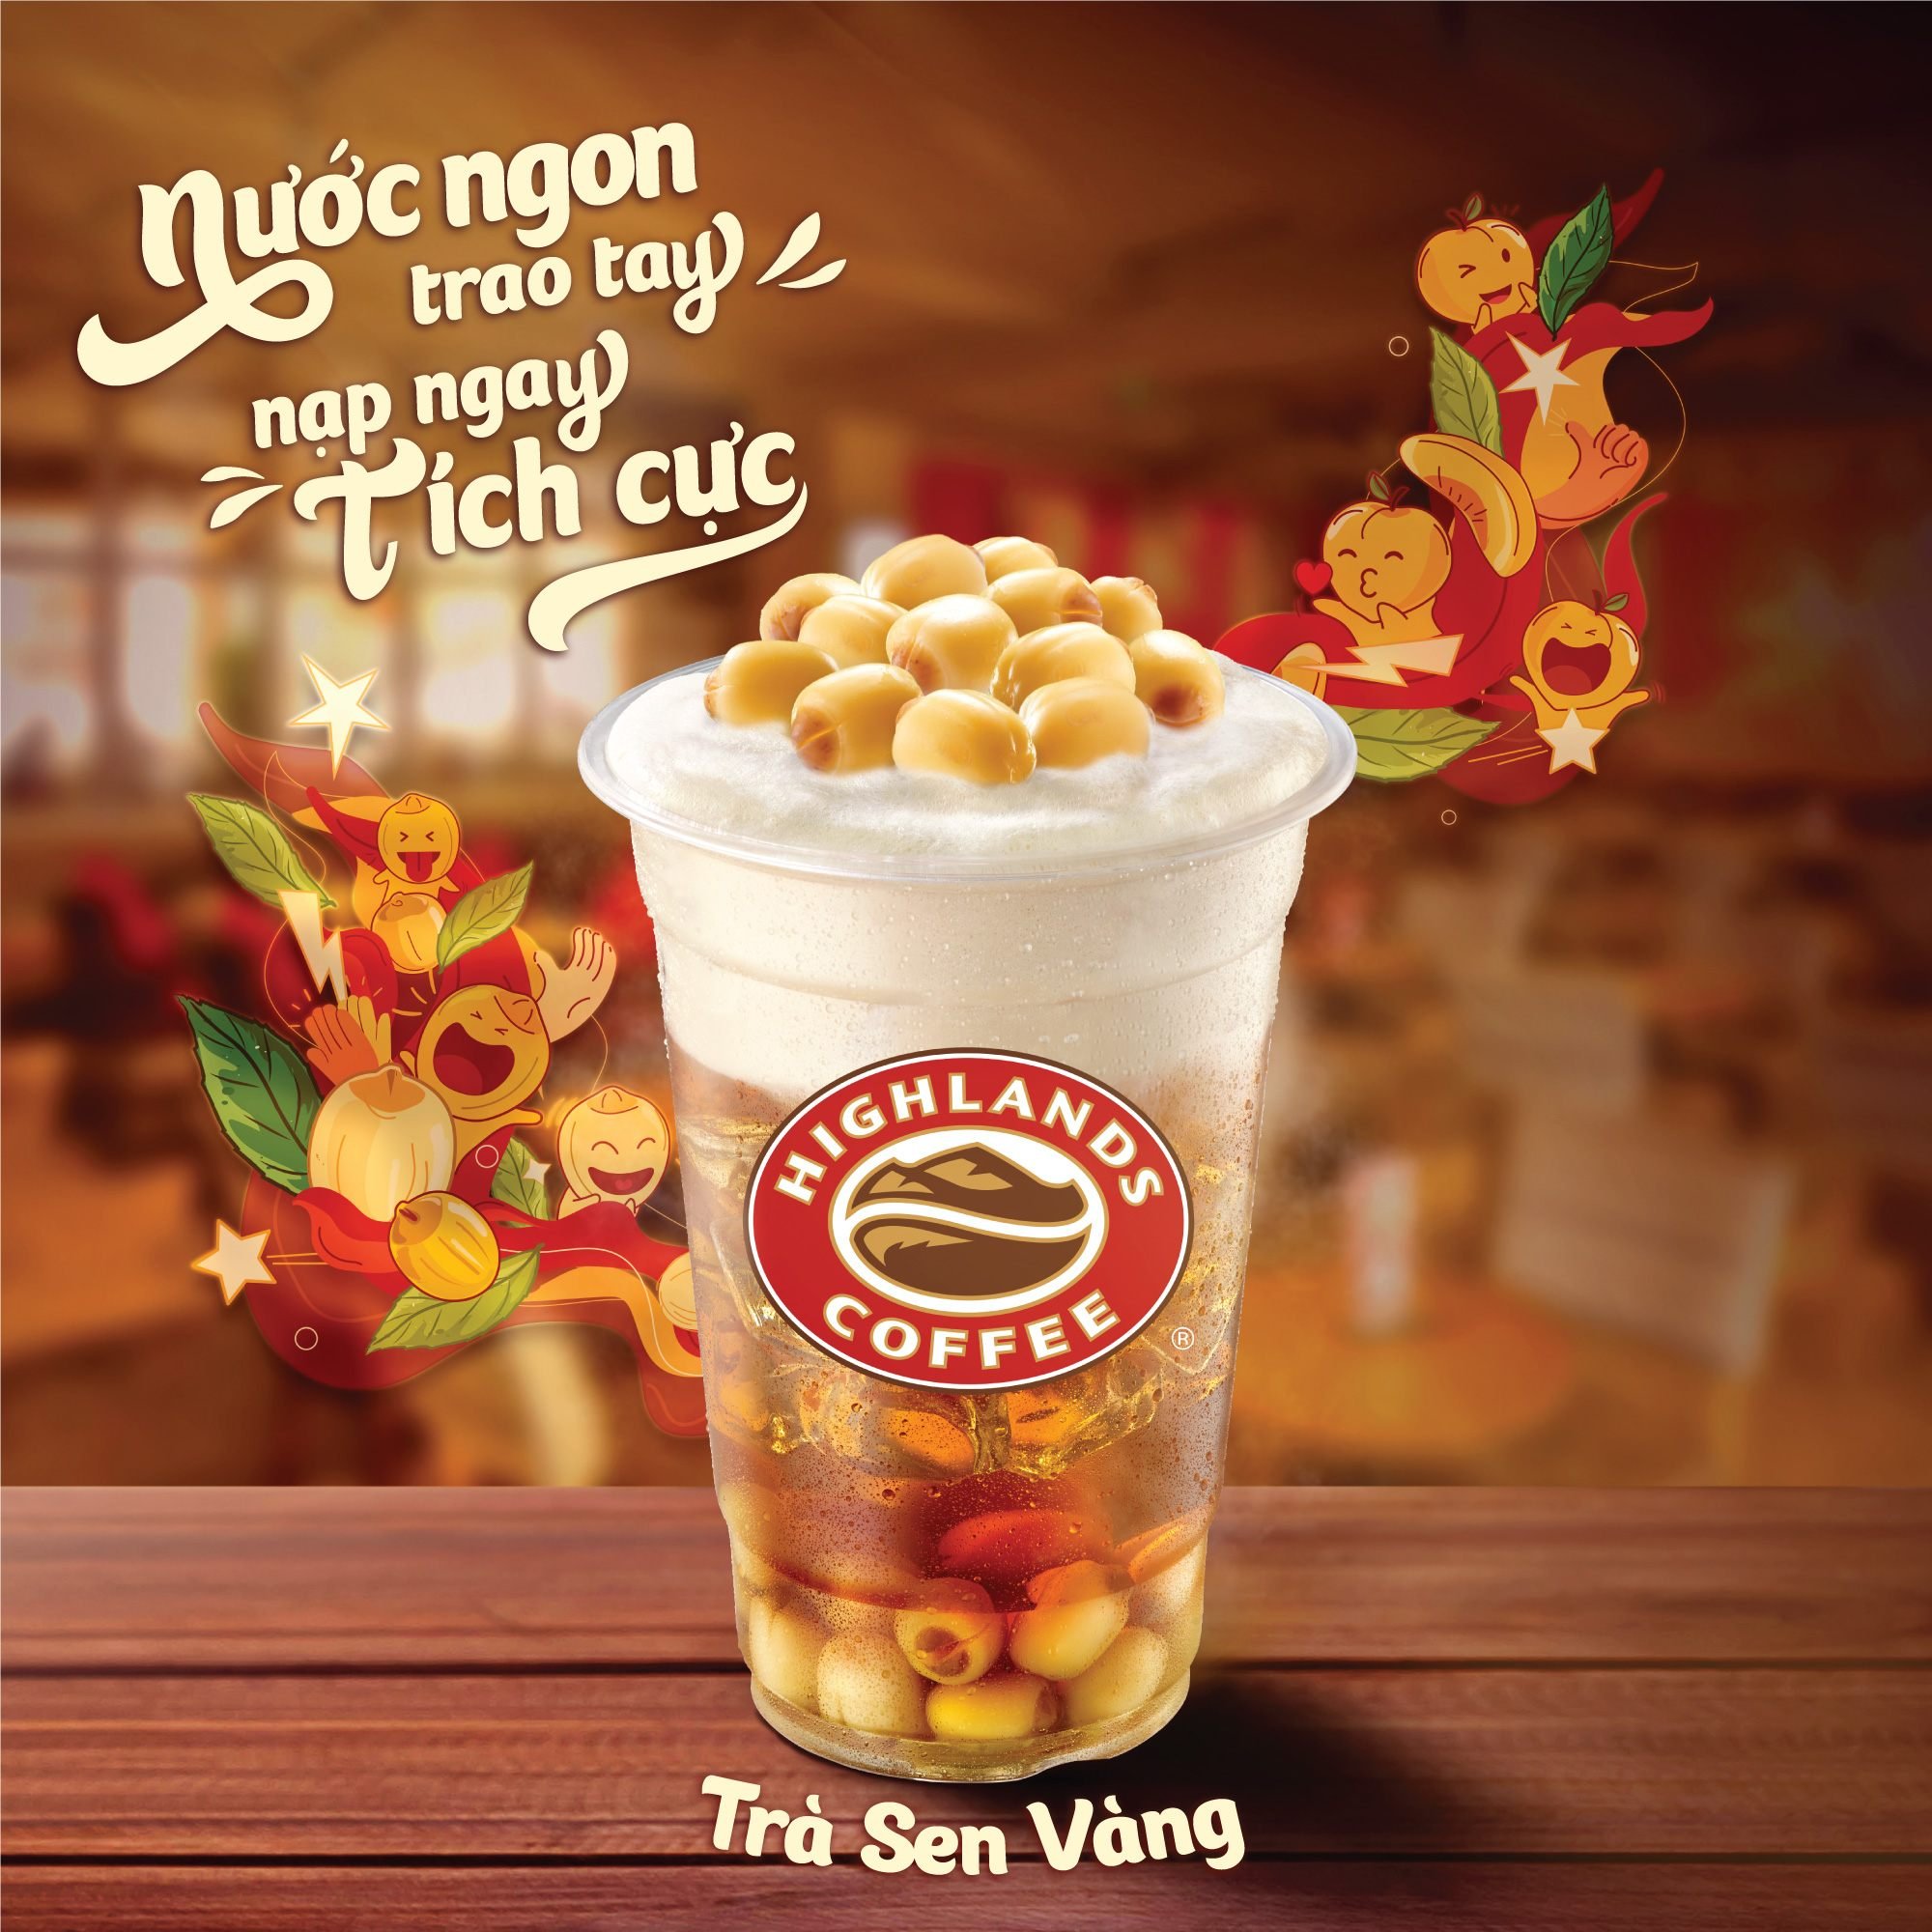 Nước ngon
trao tay
nạp ngay
Tích cực
HIGHLANDS
COFFEE
®
Trà Sen Vàng